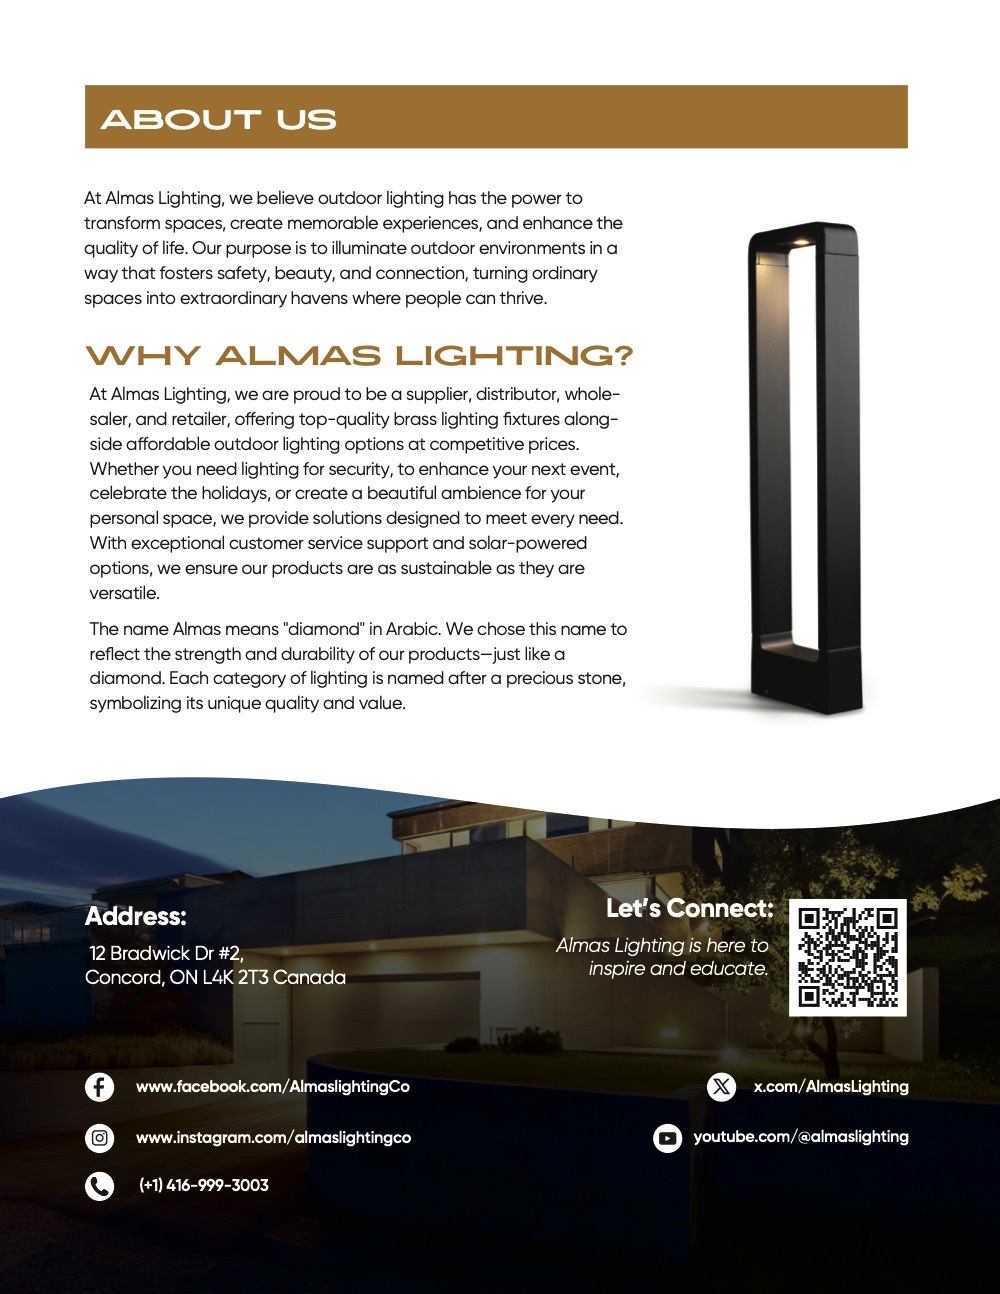 ABOUT US
At Almas Lighting, we believe outdoor lighting has the power to
transform spaces, create memorable experiences, and enhance the
quality of life. Our purpose is to illuminate outdoor environments in a
way that fosters safety, beauty, and connection, turning ordinary
spaces into extraordinary havens where people can thrive.
WHY ALMAS LIGHTING?
At Almas Lighting, we are proud to be a supplier, distributor, whole-
saler, and retailer, offering top-quality brass lighting fixtures along-
side affordable outdoor lighting options at competitive prices.
Whether you need lighting for security, to enhance your next event,
celebrate the holidays, or create a beautiful ambience for your
personal space, we provide solutions designed to meet every need.
With exceptional customer service support and solar-powered
options, we ensure our products are as sustainable as they are
versatile.
The name Almas means "diamond" in Arabic. We chose this name to
reflect the strength and durability of our products—just like a
diamond. Each category of lighting is named after a precious stone,
symbolizing its unique quality and value.
Address:
12 Bradwick Dr #2,
Concord, ON L4K 2T3 Canada
Let's Connect:
Almas Lighting is here to
inspire and educate.
www.facebook.com/AlmaslightingCo
www.instagram.com/almaslightingco
(+1) 416-999-3003
x.com/AlmasLighting
youtube.com/@almaslighting